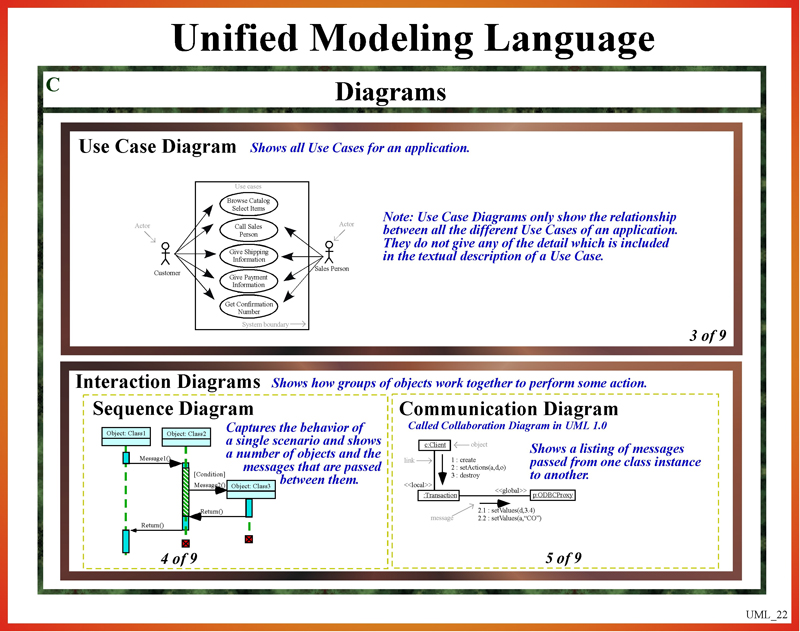 Unified Modeling Language
C
Diagrams
Use Case Diagram
Shows all Use Cases for an application.
Use cases
Browse Catalog
Select Items
Call Sales
Person
Give Shipping
Information
Give Payment
Information
Get Confirmation
Number
System boundary
Actor
Customer
Actor
Sales Person
Note: Use Case Diagrams only show the relationship
between all the different Use Cases of an application.
They do not give any of the detail which is included
in the textual description of a Use Case.
3 of 9
Interaction Diagrams
Shows how groups of objects work together to perform some action.
Sequence Diagram
Captures the behavior of
a single scenario and shows
a number of objects and the
messages that are passed
between them.
Object: Class1
Object: Class2
Message1()
[Condition]
Message2()
Object: Class3
Return()
Return()
4 of 9
Communication Diagram
Called Collaboration Diagram in UML 1.0
Shows a listing of messages
passed from one class instance
to another.
c:Client
object
link
1 : create
2 : setActions(a,d,o)
3 : destroy
<<local>>
:Transaction
<<global>>
p:ODBCProxy
message
2.1 : setValues(d,3.4)
2.2 : setValues(a,"CO")
5 of 9
UML_22